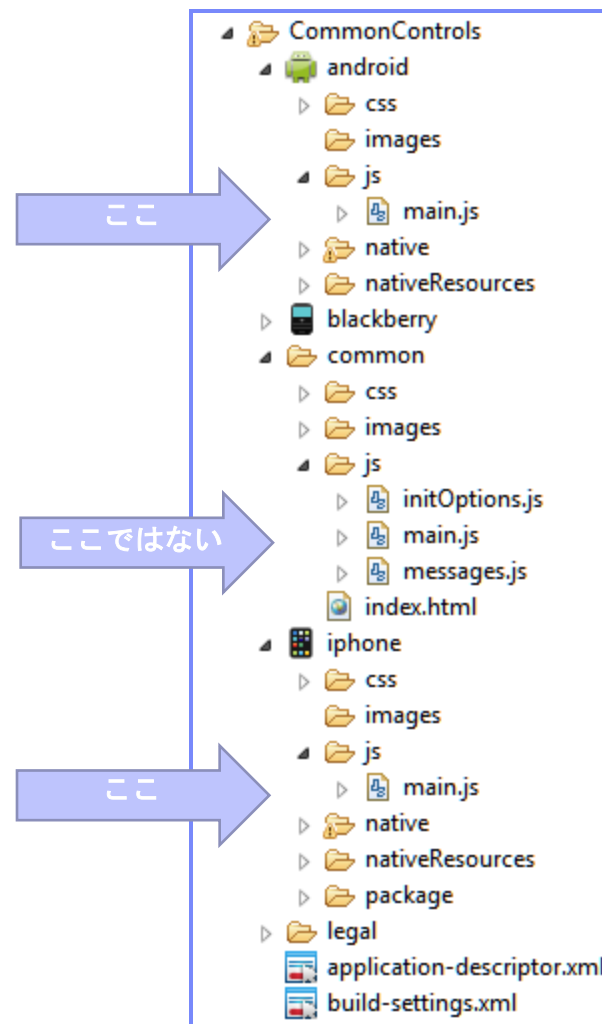 CommonControls
android
css
images
js
ここ
main.js
native
nativeResources
blackberry
common
css
images
js
initOptions.js
ここではない
main.js
messages.js
index.html
iphone
css
images
js
ここ
main.js
native
nativeResources
package
legal
application-descriptor.xml
build-settings.xml